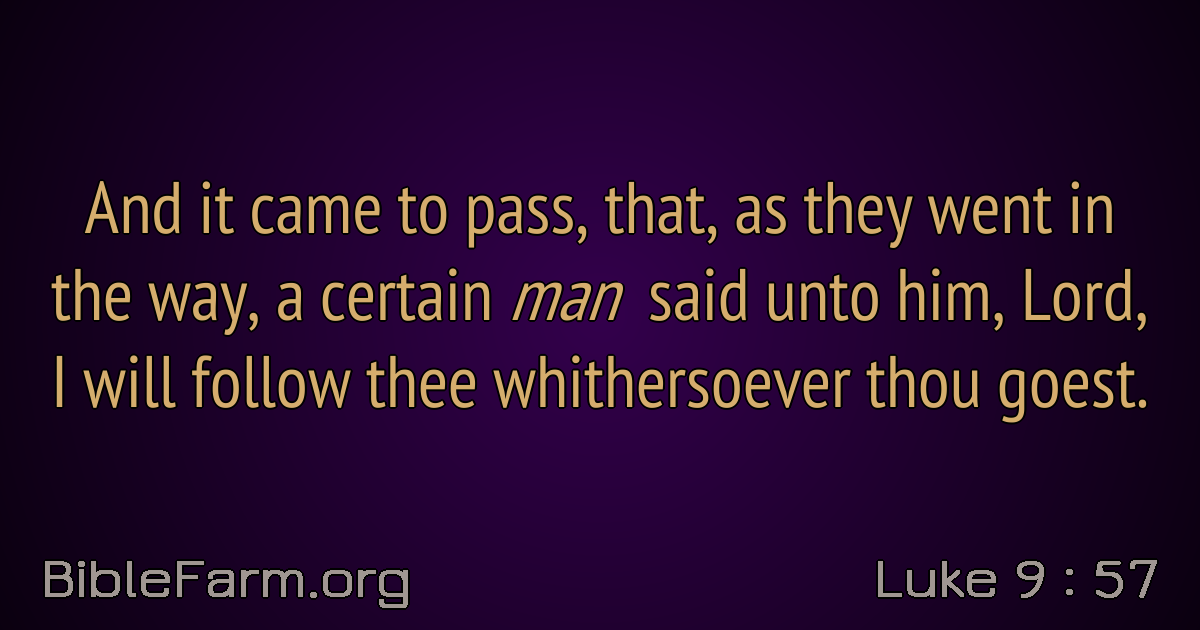 And it came to pass, that, as they went in
the way, a certain man said unto him, Lord,
I will follow thee whithersoever thou goest.
BibleFarm.org
Luke 9 : 57